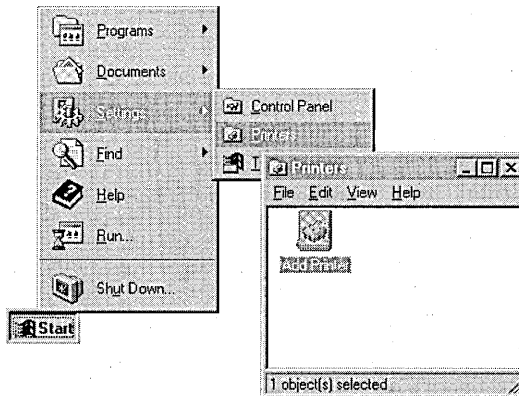 Programs
Documents
Settings
Find
Help
Run...
Shut Down...
Start
Control Panel
Printers
T
Printers
File Edit View Help
Add Printer
1 object(s) selected